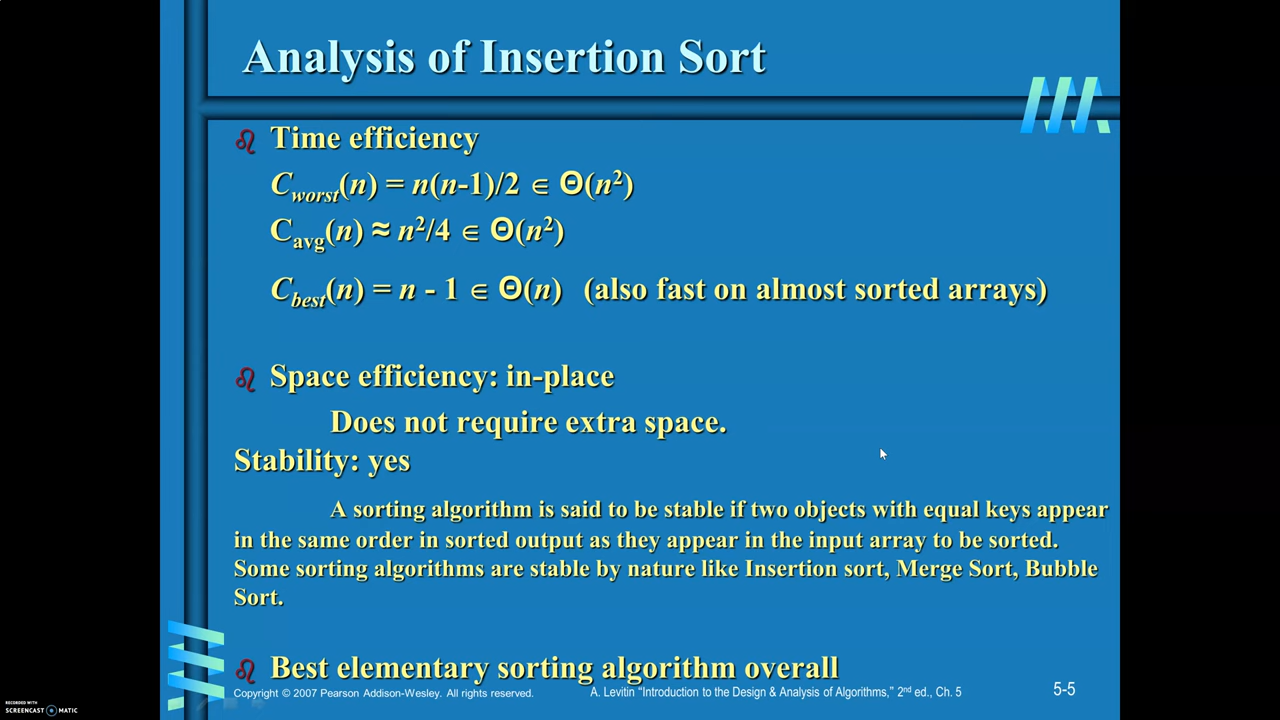 Analysis of Insertion Sort
Time efficiency
Cworst(n) = n(n-1)/2 ∈ Θ(n²)
Cavg(n) ≈ n²/4 ∈ Θ(n²)
Cbest(n) = n - 1 ∈ Θ(n) (also fast on almost sorted arrays)
Space efficiency: in-place
Does not require extra space.
Stability: yes
A sorting algorithm is said to be stable if two objects with equal keys appear
in the same order in sorted output as they appear in the input array to be sorted.
Some sorting algorithms are stable by nature like Insertion sort, Merge Sort, Bubble
Sort.
Best elementary sorting algorithm overall
Copyright © 2007 Pearson Addison-Wesley. All rights reserved.
A. Levitin “Introduction to the Design & Analysis of Algorithms,” 2nd ed., Ch. 5
5-5
RECORDED WITH
SCREENCAST MATIC